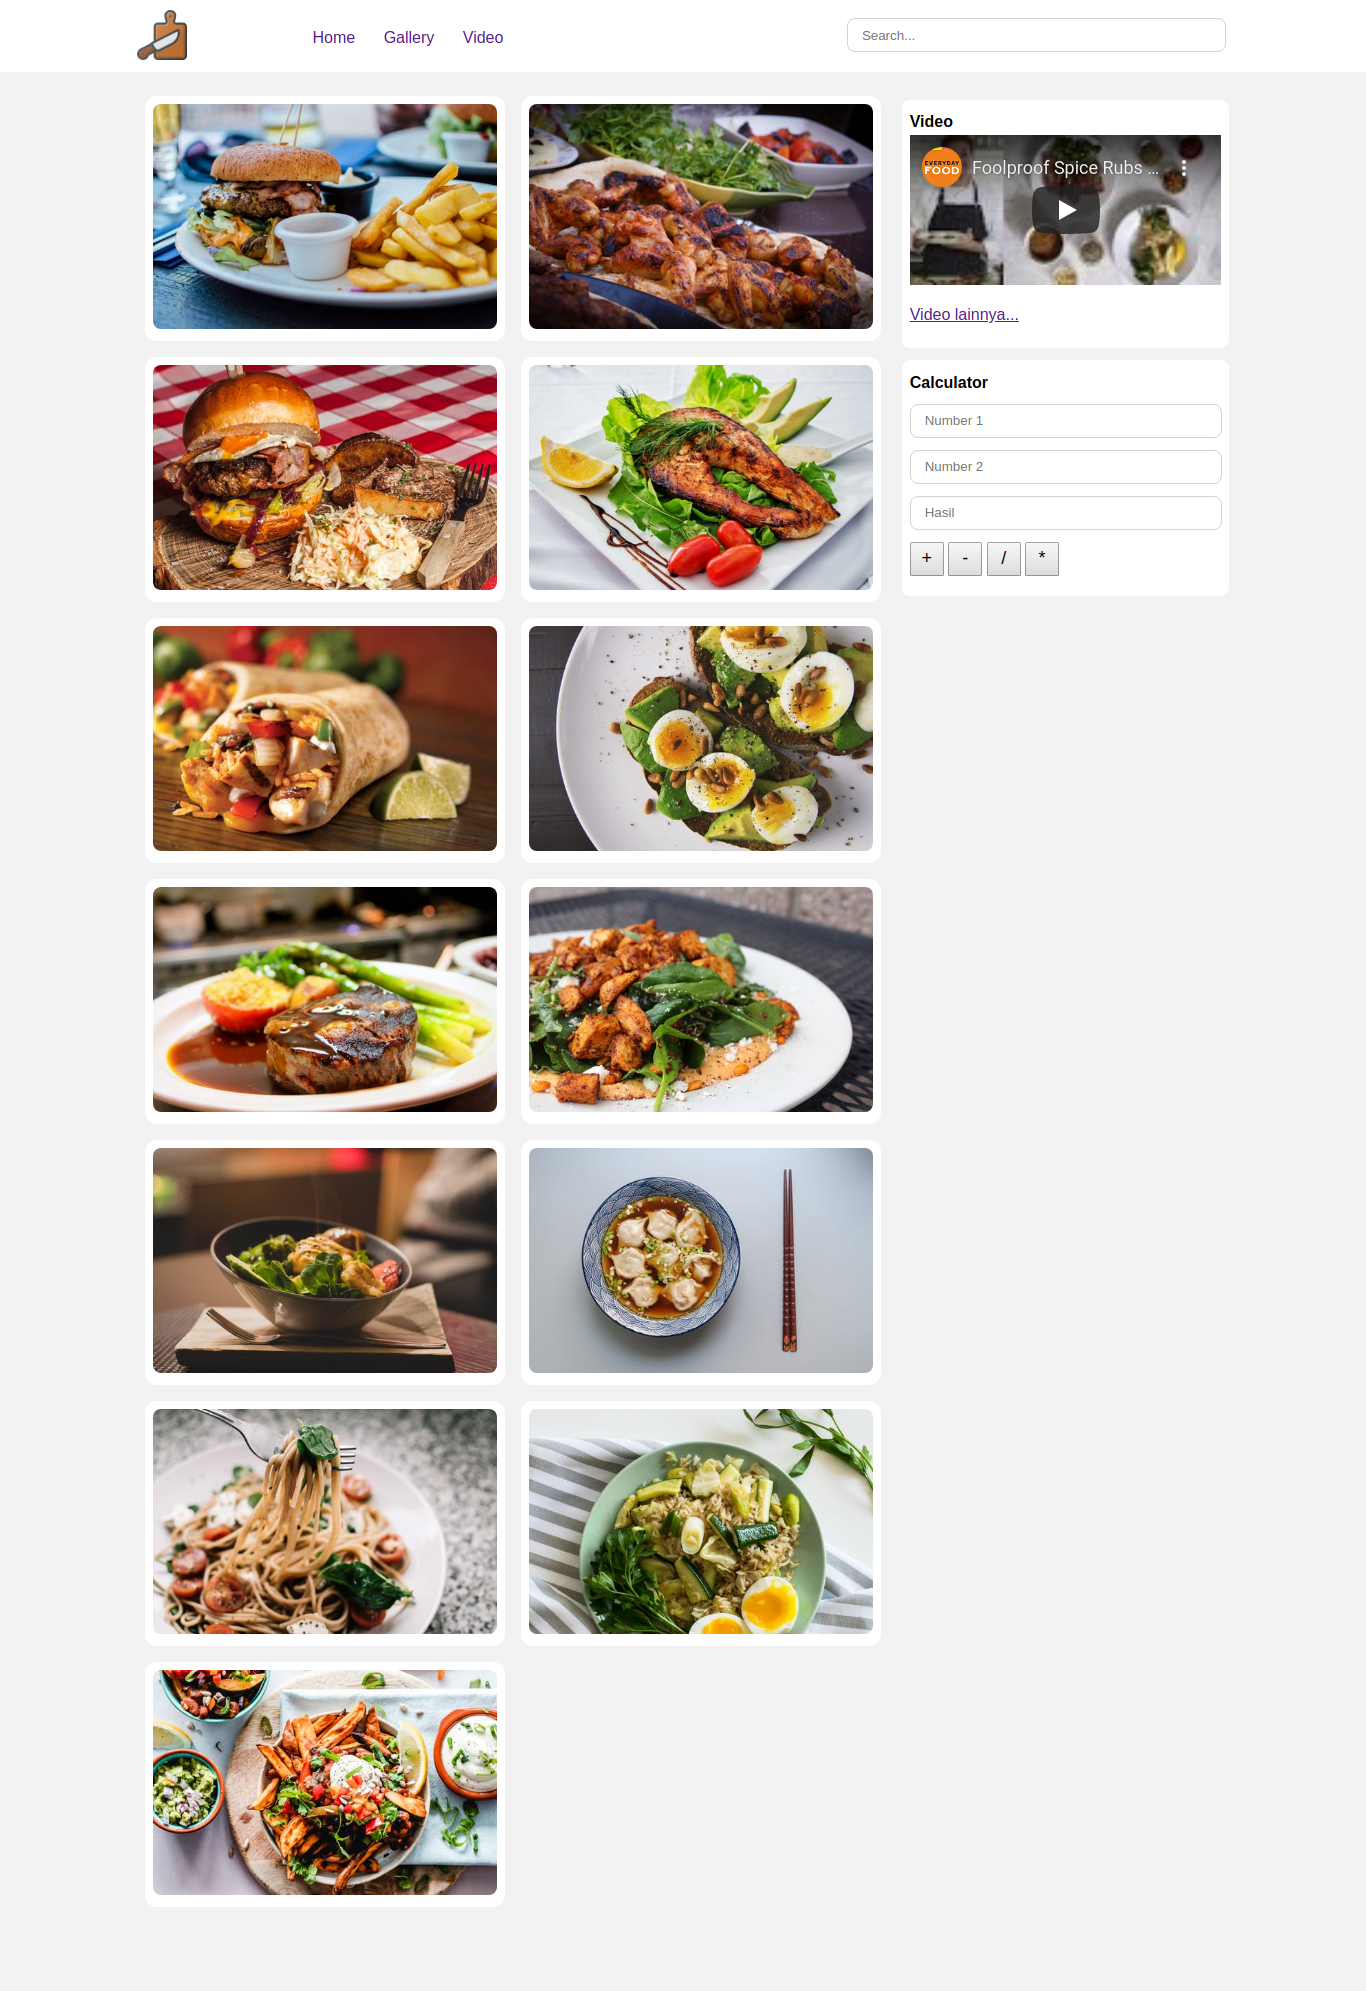 Home Gallery Video
Search...
Video
EVERYDAY
FOOD
Foolproof Spice Rubs ...
Video lainnya...
Calculator
Number 1
Number 2
Hasil
+ - / *